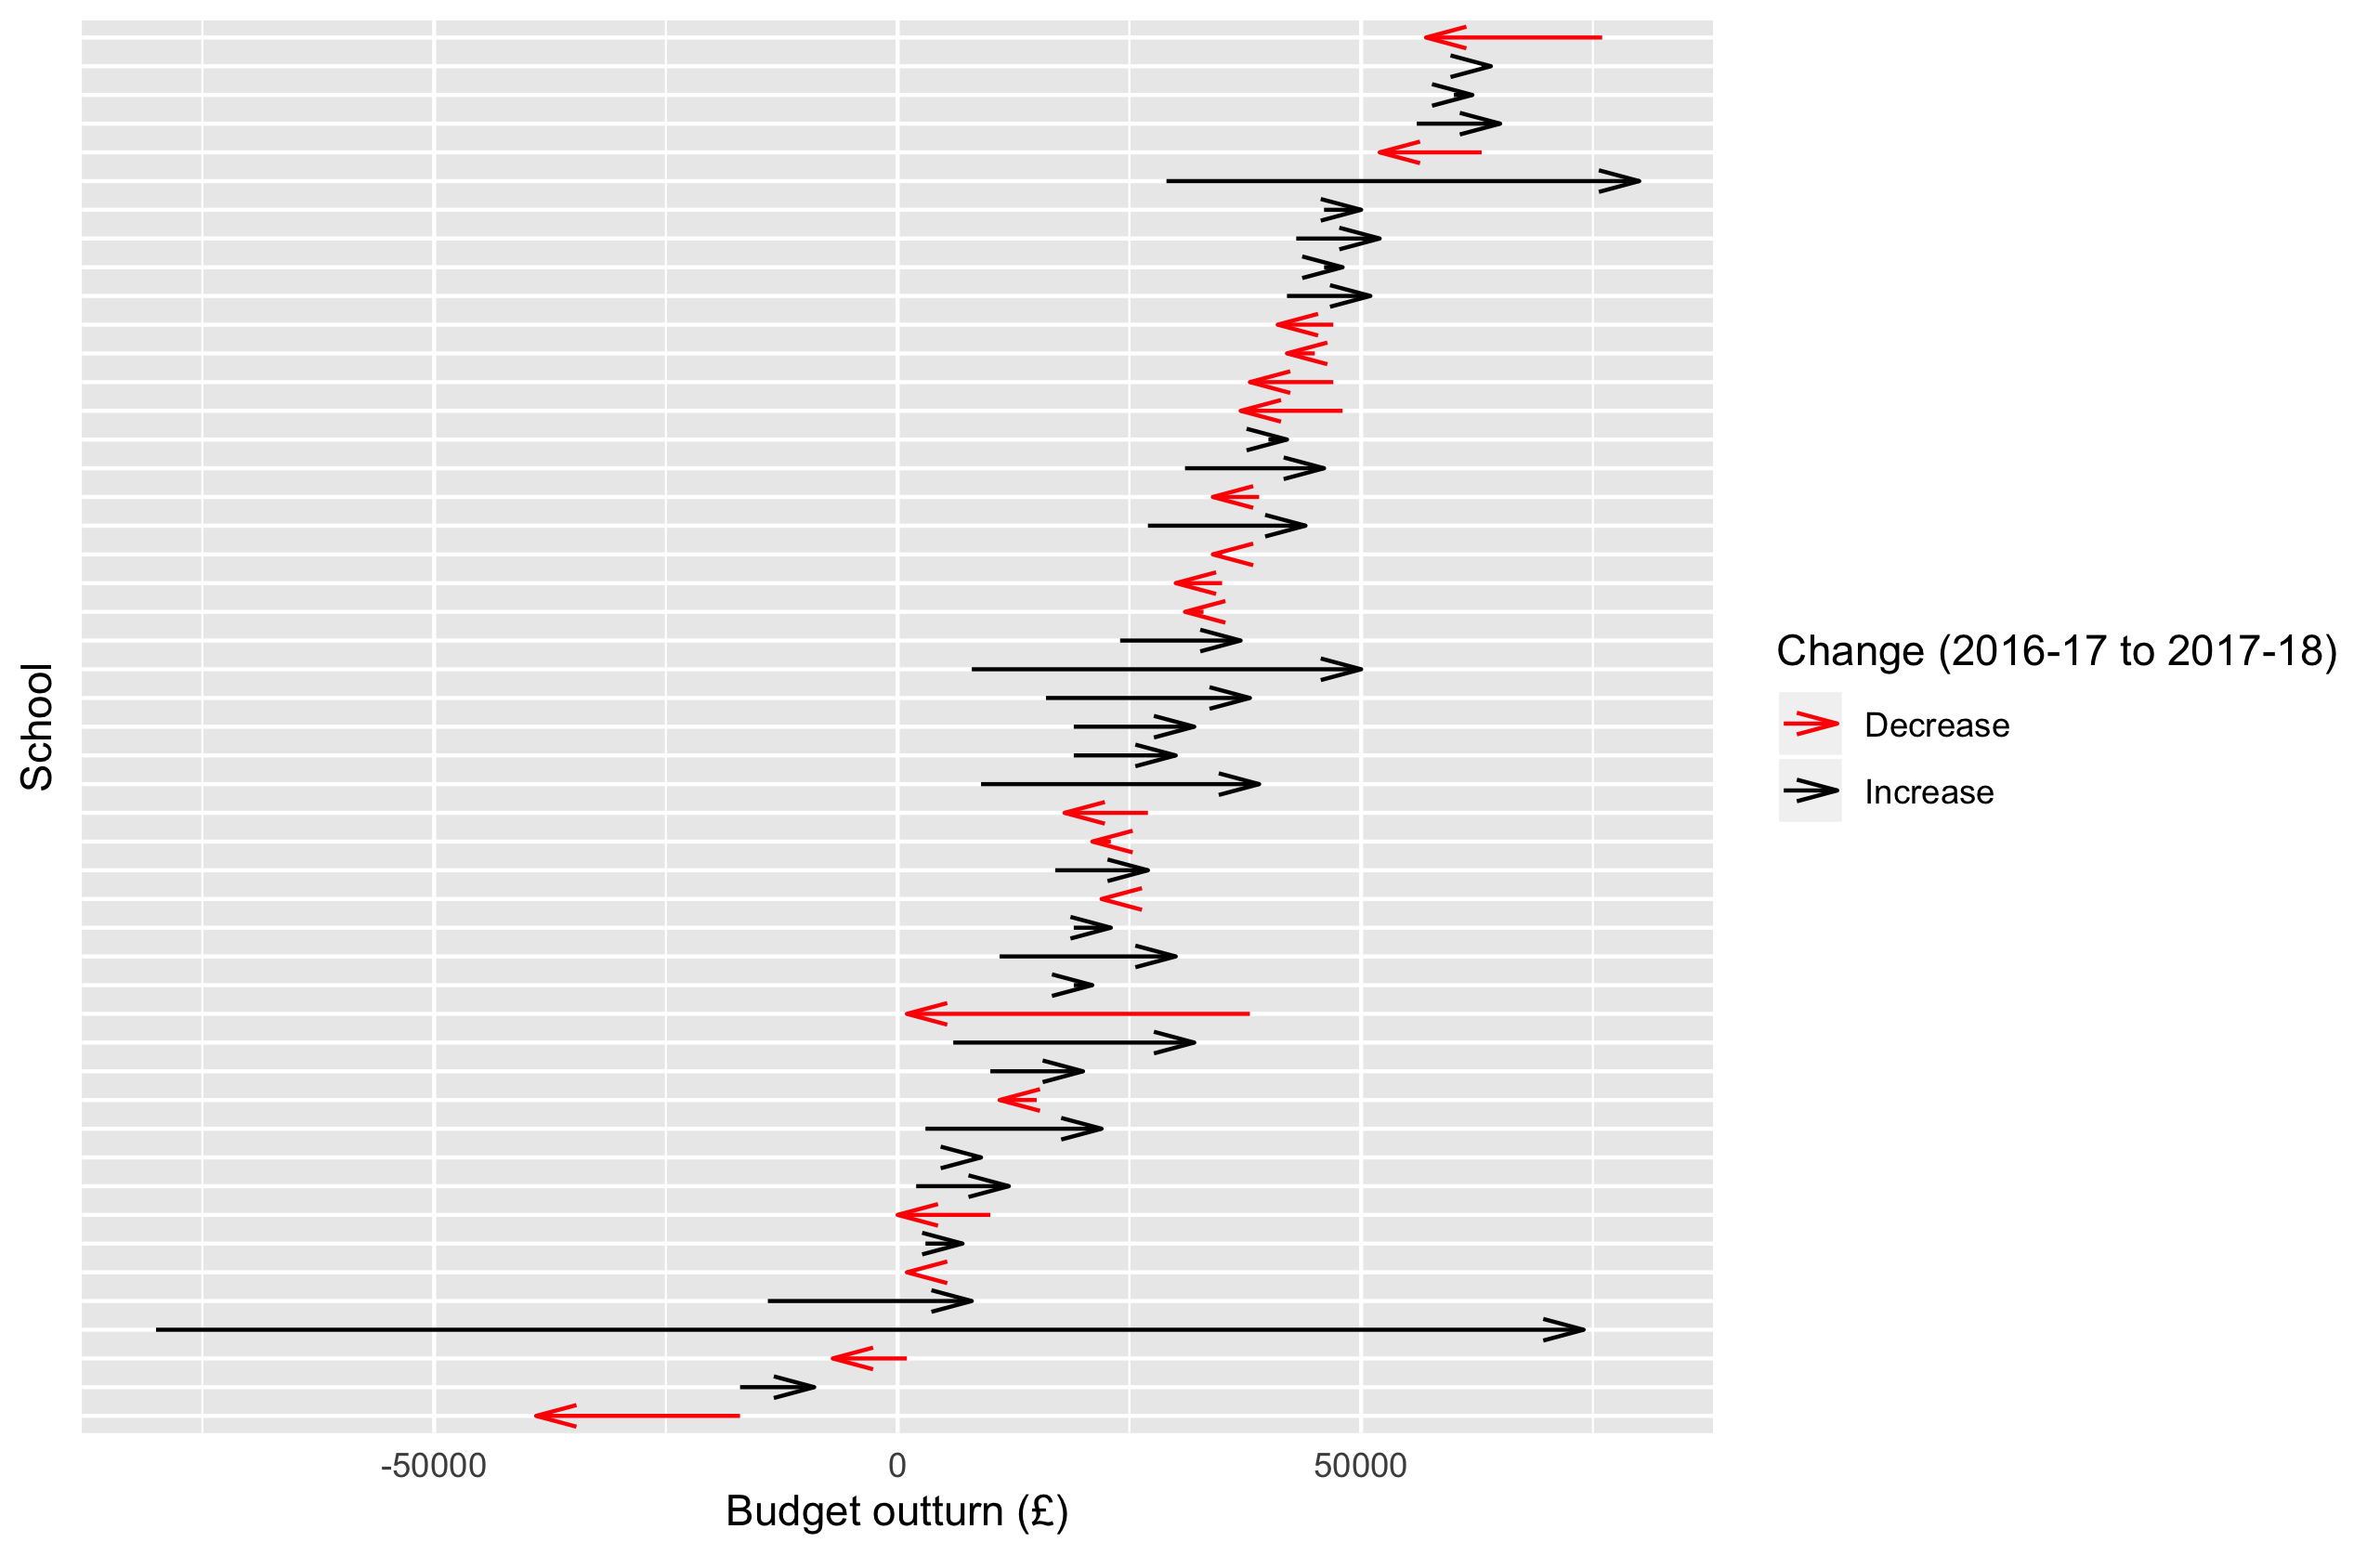 School
-50000
0
50000
Budget outturn (£)
Change (2016-17 to 2017-18)
Decrease
Increase